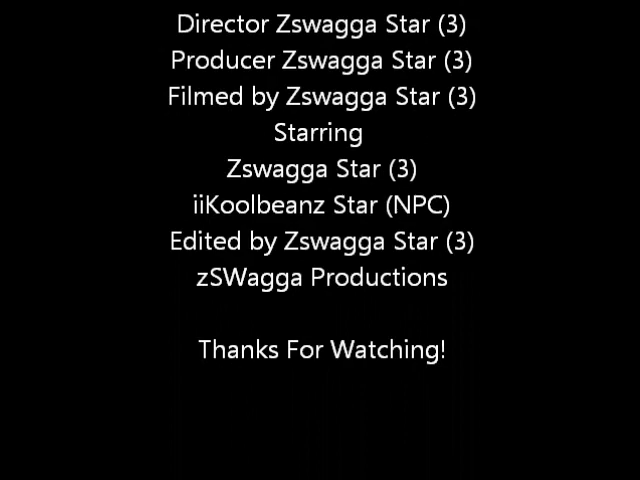 Director Zswagga Star (3)
Producer Zswagga Star (3)
Filmed by Zswagga Star (3)
Starring
Zswagga Star (3)
iiKoolbeanz Star (NPC)
Edited by Zswagga Star (3)
zSWagga Productions
Thanks For Watching!